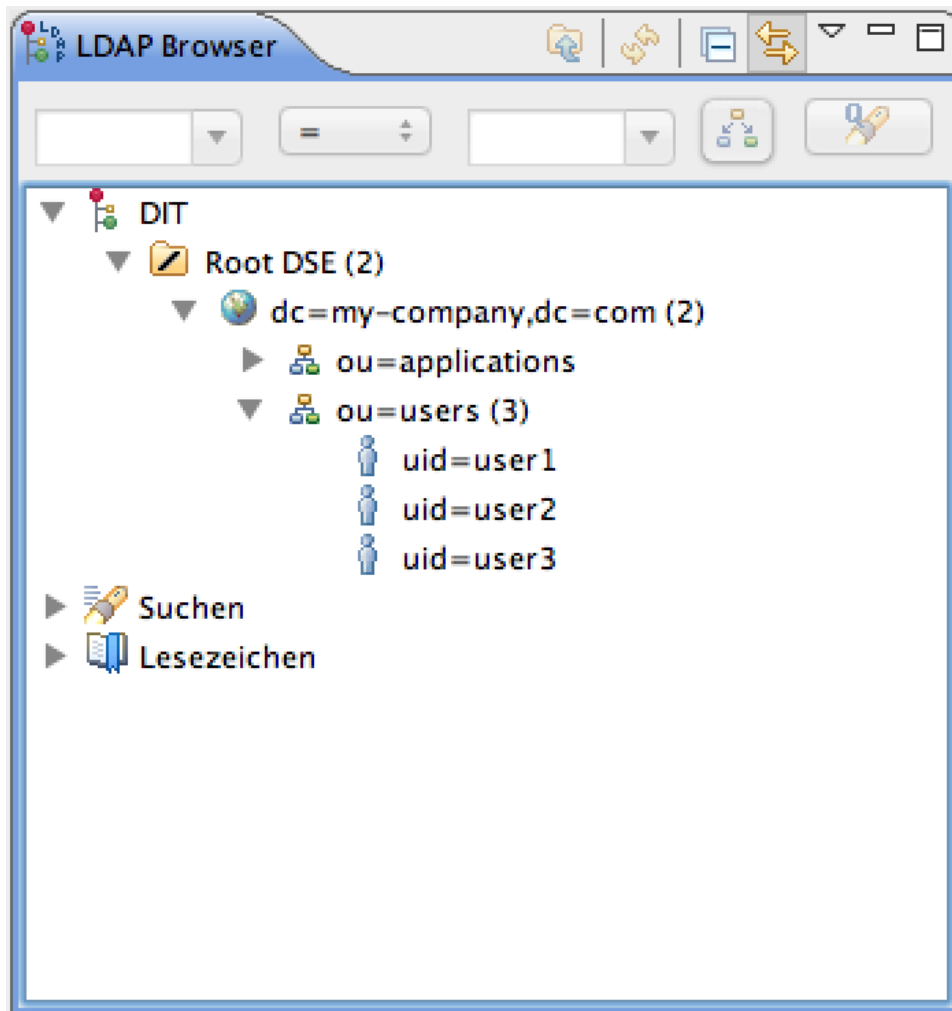 LDAP LDAP Browser
=
DIT
Root DSE (2)
dc=my-company,dc=com (2)
ou=applications
ou=users (3)
uid=user1
uid=user2
uid=user3
Suchen
Lesezeichen